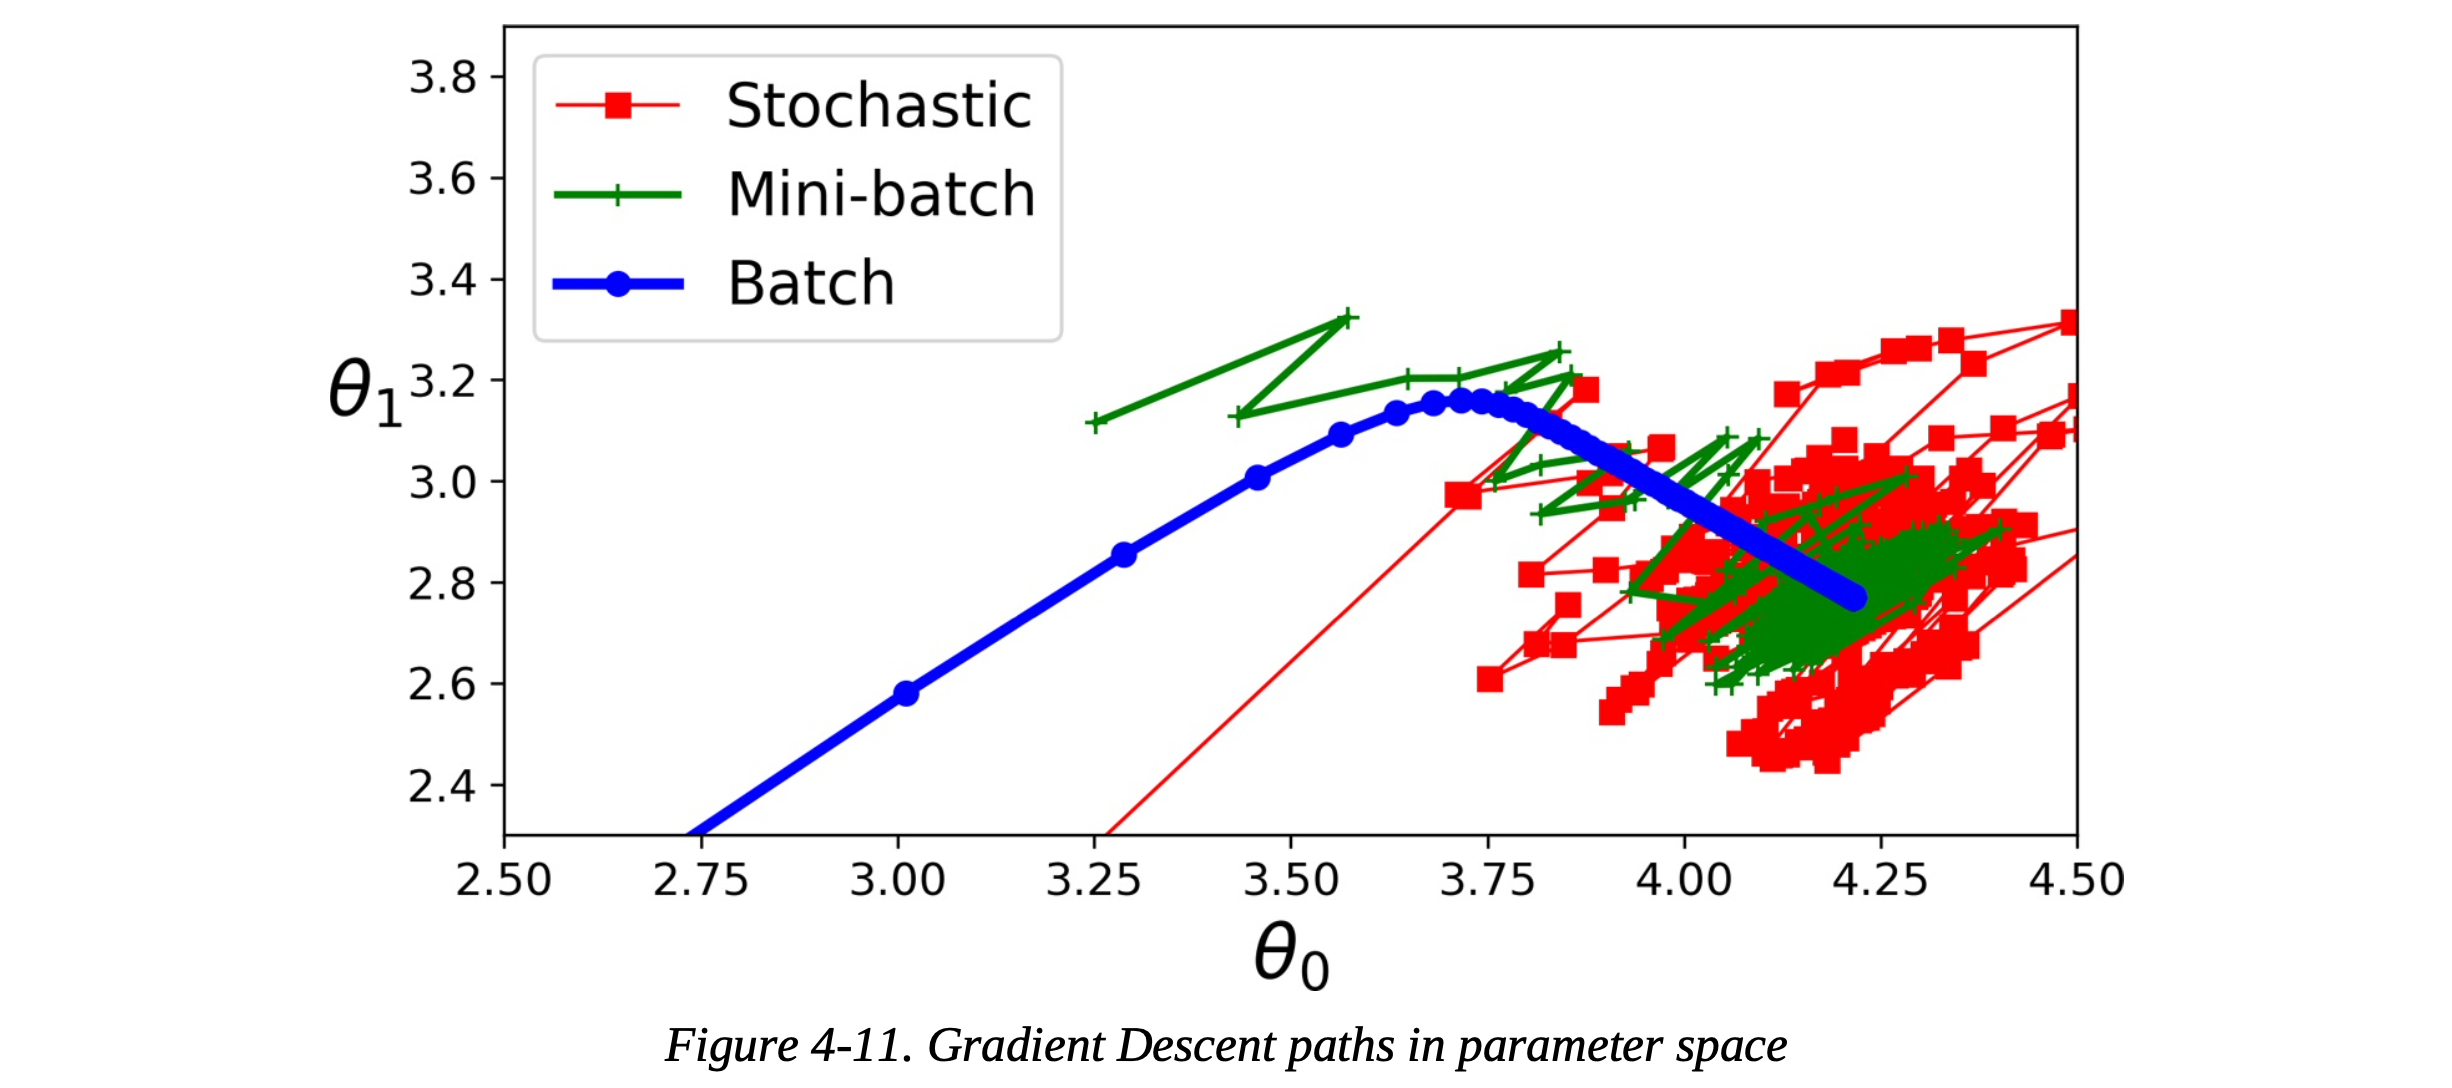 Stochastic
Mini-batch
Batch
3.8
3.6
3.4
3.2
3.0
2.8
2.6
2.4
θ1
2.50 2.75 3.00 3.25 3.50 3.75 4.00 4.25 4.50
θ0
Figure 4-11. Gradient Descent paths in parameter space